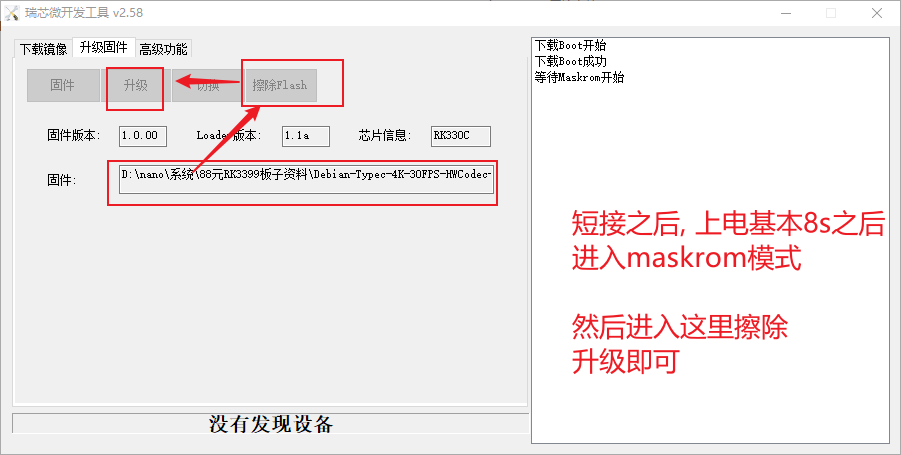 瑞芯微开发工具 v2.58
下载镜像 升级固件 高级功能
固件 升级 切换 擦除Flash
固件版本: 1.0.00 Loader版本: 1.1a 芯片信息: RK330C
固件: D:\nano\系统\88元RK3399板子资料\Debian-Typec-4K-30FPS-HWCodec-
没有发现设备
下载Boot开始
下载Boot成功
等待Maskrom开始
短接之后, 上电基本8s之后
进入maskrom模式
然后进入这里擦除
升级即可